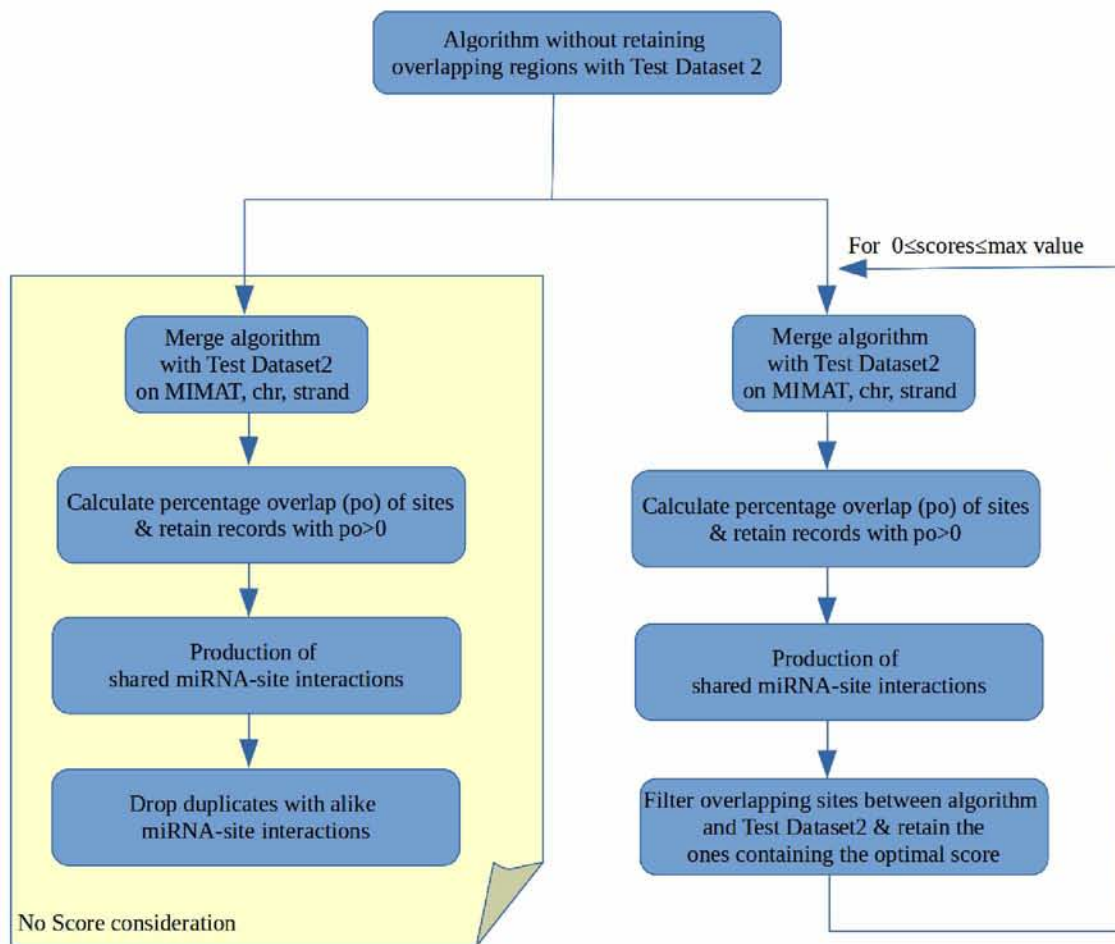 Algorithm without retaining
overlapping regions with Test Dataset 2
For 0≤scores≤max value
Merge algorithm
with Test Dataset2
on MIMAT, chr, strand
Calculate percentage overlap (po) of sites
& retain records with po>0
Production of
shared miRNA-site interactions
Drop duplicates with alike
miRNA-site interactions
No Score consideration
Merge algorithm
with Test Dataset2
on MIMAT, chr, strand
Calculate percentage overlap (po) of sites
& retain records with po>0
Production of
shared miRNA-site interactions
Filter overlapping sites between algorithm
and Test Dataset2 & retain the
ones containing the optimal score